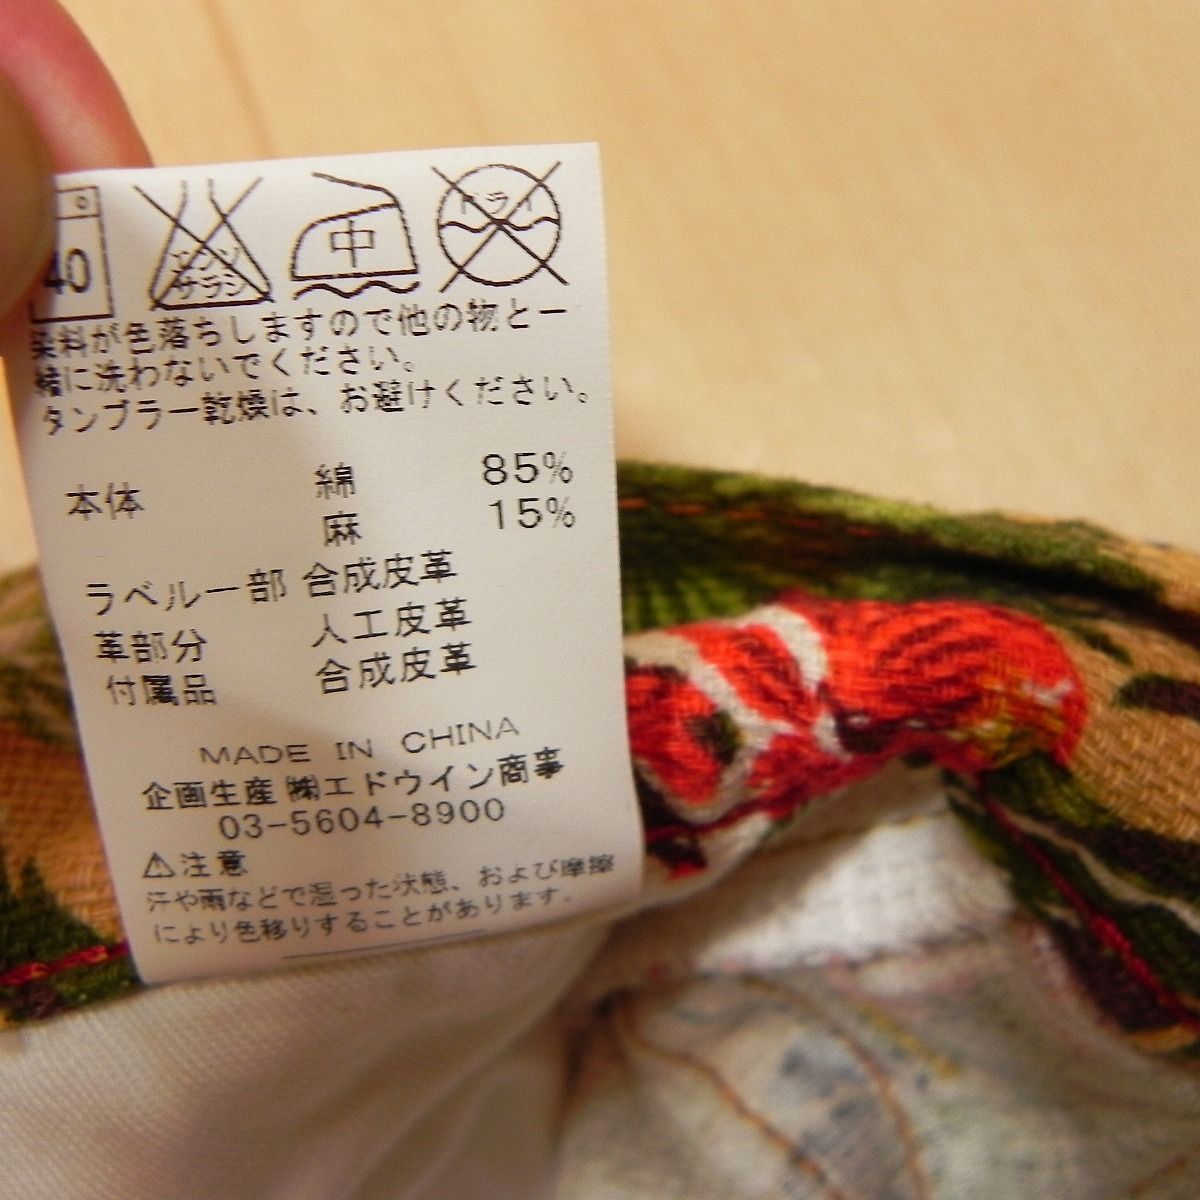 40 エンソ サラシ 中 ドライ
染料が色落ちしますので他の物と一
緒に洗わないでください。
タンブラー乾燥は、お避けください。
本体 綿 85%
麻 15%
ラベル一部 合成皮革
革部分 人工皮革
付属品 合成皮革
MADE IN CHINA
企画生産 ㈱エドウイン商事
03-5604-8900
⚠注意
汗や雨などで湿った状態、および摩擦
により色移りすることがあります。